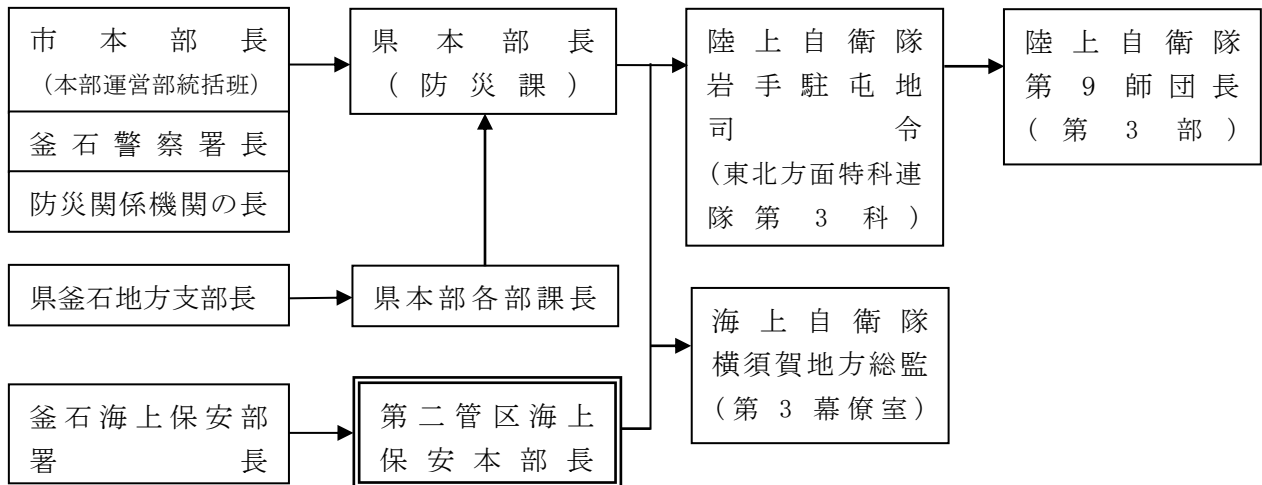 市本部長
(本部運営部統括班)
釜石警察署長
防災関係機関の長
県本部長
(防災課)
陸上自衛隊
岩手駐屯地
司令
(東北方面特科連
隊第3科)
陸上自衛隊
第9師団長
(第3部)
県釜石地方支部長
県本部各部課長
海上自衛隊
横須賀地方総監
(第3幕僚室)
釜石海上保安部
署長
第二管区海上
保安本部長